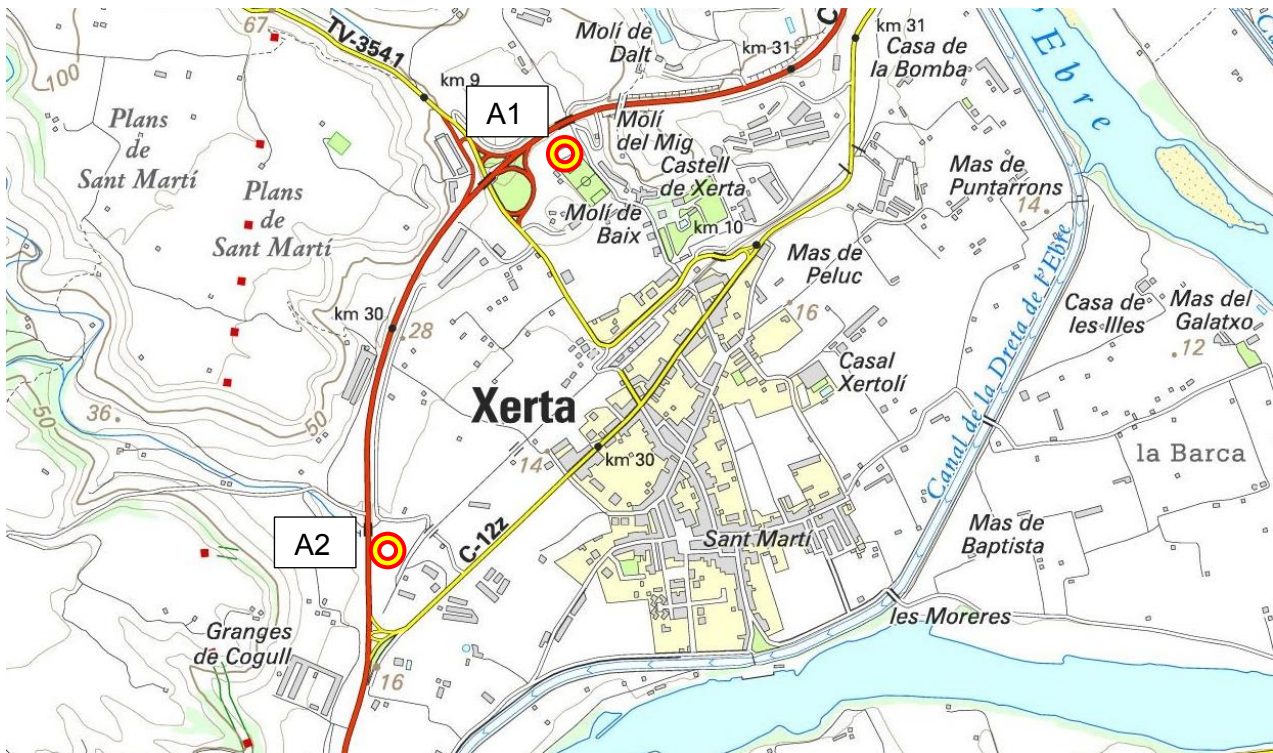 67
TV-3541
100
km 9
A1
Plans
de
Sant Martí
Plans
de
Sant Martí
Molí de
Dalt
km 31
km 31
Casa de
la Bomba
Ebre
Molí
del Mig
Castell
de Xerta
Molí de
Baix
km 10
Mas de
Puntarrons
14
Mas de
Peluc
16
Casa de
les Illes
Mas del
Galatxo
12
km 30
28
Casal
Xertolí
Canal de la Dreta de l'Ebre
50
50
36
Xerta
14
km 30
la Barca
A2
C-12z
Sant Martí
Mas de
Baptista
les Moreres
Granges
de Cogull
16